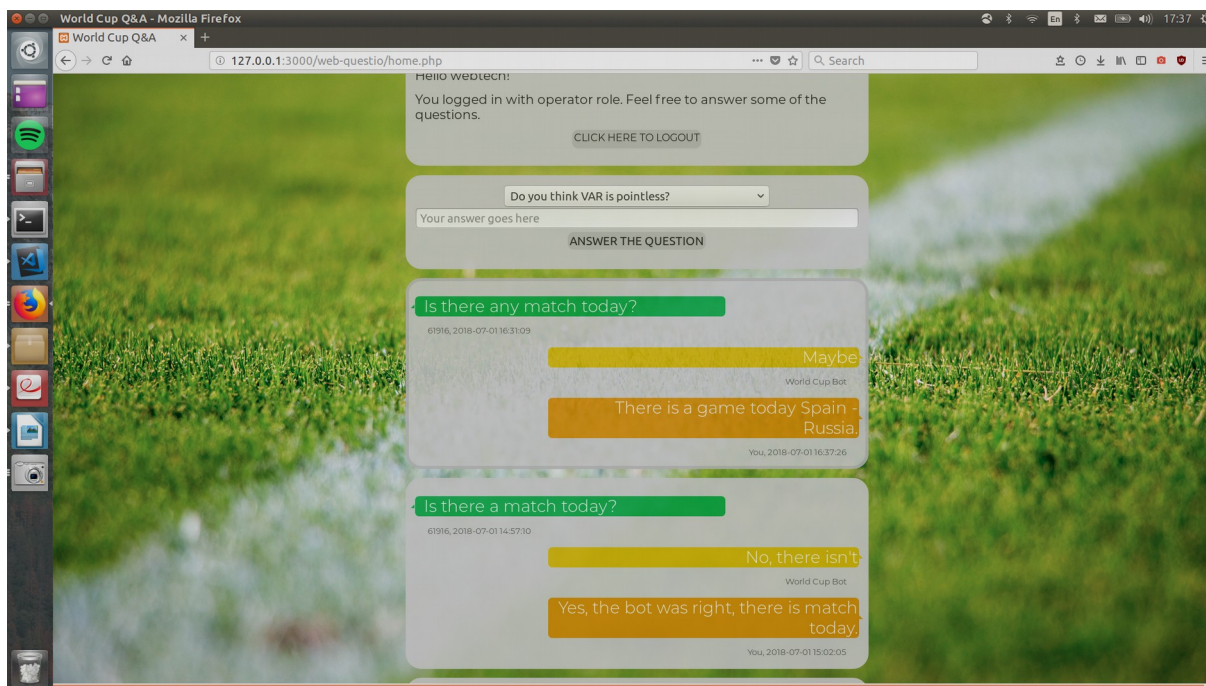 World Cup Q&A - Mozilla Firefox
En
17:37
World Cup Q&A
127.0.0.1:3000/web-questio/home.php
Search
Hello webtech!
You logged in with operator role. Feel free to answer some of the
questions.
CLICK HERE TO LOGOUT
Do you think VAR is pointless?
Your answer goes here
ANSWER THE QUESTION
Is there any match today?
61916, 2018-07-01 16:31:09
Maybe
World Cup Bot
There is a game today Spain -
Russia.
You, 2018-07-01 16:37:26
Is there a match today?
61916, 2018-07-01 14:57:10
No, there isn't
World Cup Bot
Yes, the bot was right, there is match
today.
You, 2018-07-01 15:02:05